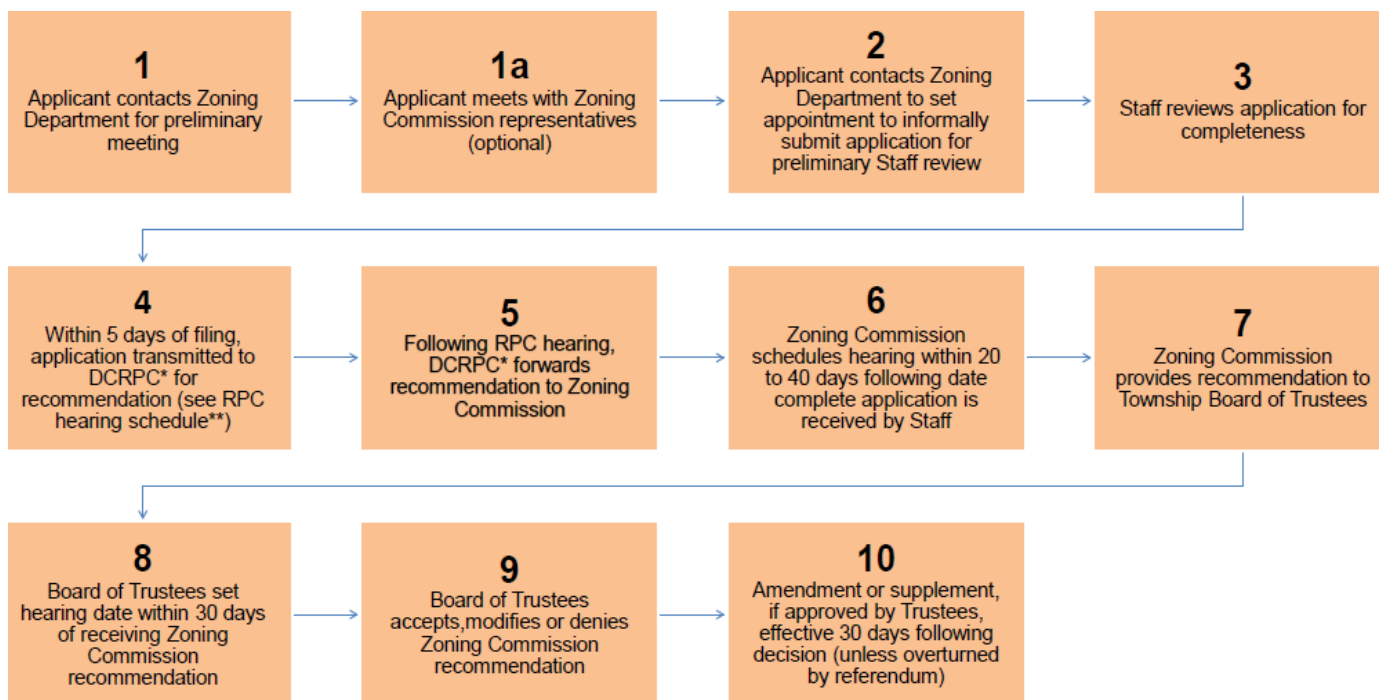 1
Applicant contacts Zoning
Department for preliminary
meeting
1a
Applicant meets with Zoning
Commission representatives
(optional)
2
Applicant contacts Zoning
Department to set
appointment to informally
submit application for
preliminary Staff review
3
Staff reviews application for
completeness
4
Within 5 days of filing,
application transmitted to
DCRPC* for
recommendation (see RPC
hearing schedule**)
5
Following RPC hearing,
DCRPC* forwards
recommendation to Zoning
Commission
6
Zoning Commission
schedules hearing within 20
to 40 days following date
complete application is
received by Staff
7
Zoning Commission
provides recommendation to
Township Board of Trustees
8
Board of Trustees set
hearing date within 30 days
of receiving Zoning
Commission
recommendation
9
Board of Trustees
accepts,modifies or denies
Zoning Commission
recommendation
10
Amendment or supplement,
if approved by Trustees,
effective 30 days following
decision (unless overturned
by referendum)